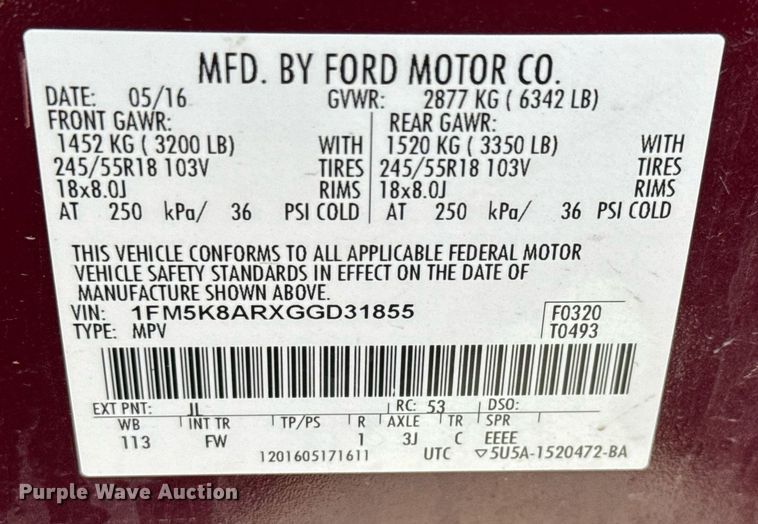 MFD. BY FORD MOTOR CO.
DATE: 05/16 GVWR: 2877 KG ( 6342 LB)
FRONT GAWR: REAR GAWR:
1452 KG ( 3200 LB) WITH 1520 KG ( 3350 LB) WITH
245/55R18 103V TIRES 245/55R18 103V TIRES
18x8.0J RIMS 18x8.0J RIMS
AT 250 kPa/ 36 PSI COLD AT 250 kPa/ 36 PSI COLD
THIS VEHICLE CONFORMS TO ALL APPLICABLE FEDERAL MOTOR
VEHICLE SAFETY STANDARDS IN EFFECT ON THE DATE OF
MANUFACTURE SHOWN ABOVE.
VIN: 1FM5K8ARXGGD31855 F0320
TYPE: MPV T0493
EXT PNT: JL RC: 53 DSO:
WB INT TR TP/PS R AXLE TR SPR
113 FW 1 3J C EEEE
1201605171611 UTC ▽5U5A-1520472-BA
Purple Wave Auction